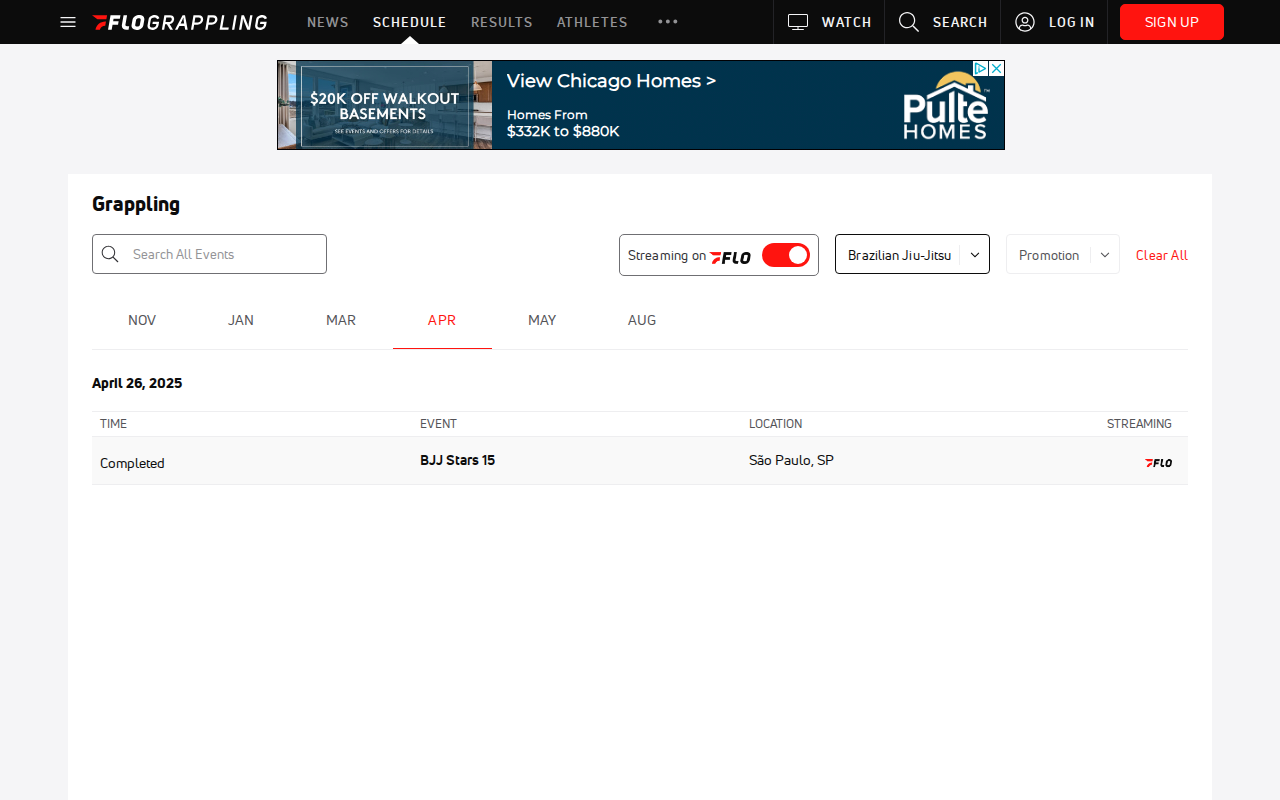 FLOGRAPPLING NEWS SCHEDULE RESULTS ATHLETES ••• WATCH SEARCH LOG IN SIGN UP
$20K OFF WALKOUT
BASEMENTS
SEE EVENTS AND OFFERS FOR DETAILS
View Chicago Homes >
Homes From
$332K to $880K
Pulte™
HOMES
Grappling
Search All Events
Streaming on FLO
Brazilian Jiu-Jitsu
Promotion
Clear All
NOV JAN MAR APR MAY AUG
April 26, 2025
TIME EVENT LOCATION STREAMING
Completed BJJ Stars 15 São Paulo, SP FLO